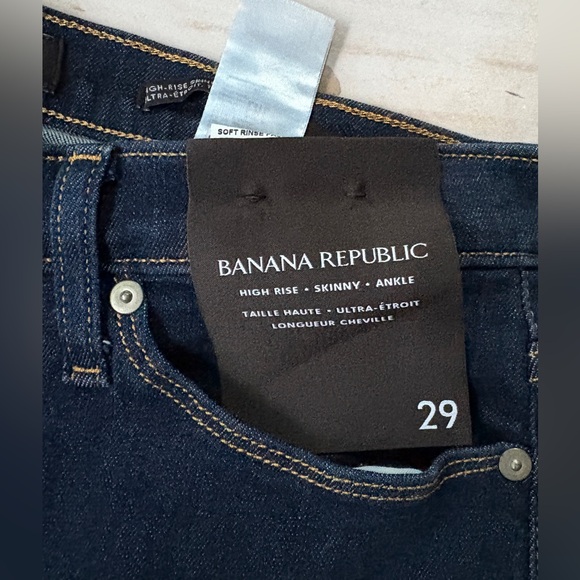 HIGH-RISE
ULTRA-ÉTROIT
SOFT RINSE
BANANA REPUBLIC
HIGH RISE • SKINNY • ANKLE
TAILLE HAUTE • ULTRA-ÉTROIT
LONGUEUR CHEVILLE
29